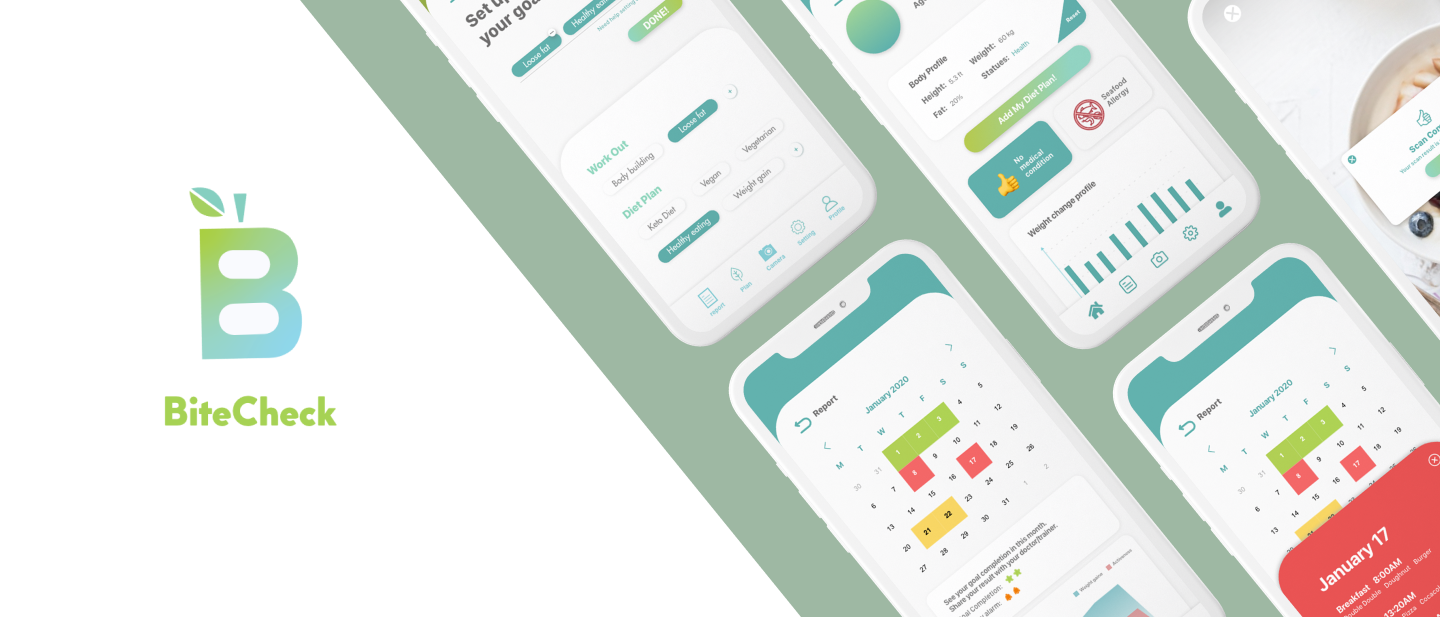 BiteCheck
Set up
your goal
Loose fat
Healthy eating
Need help setting
DONE!
Work Out
Body building
Loose fat
Diet Plan
Keto Diet
Vegan
Vegetarian
Healthy eating
Weight gain
report
Plan
Camera
Setting
Profile
Body Profile
Height: 5.3 ft
Weight: 60 kg
Fat: 20%
Statues: Health
Reset
Add My Diet Plan!
No
medical
condition
Seafood
Allergy
Weight change profile
Scan
Your scan result is
Report
January 2020
M T W T F S S
30 31 1 2 3 4 5
6 7 8 9 10 11 12
13 14 15 16 17 18 19
20 21 22 23 24 25 26
27 28 29 30 31 1 2
See your goal completion in this month.
Share your result with your doctor/trainer.
Goal Completion:
alarm:
Weight game
Activeness
Report
January 2020
M T W T F S S
30 31 1 2 3 4 5
6 7 8 9 10 11 12
13 14 15 16 17 18 19
January 17
Breakfast 8:00AM
Double Double Doughnut Burger
13:20AM
Pizza